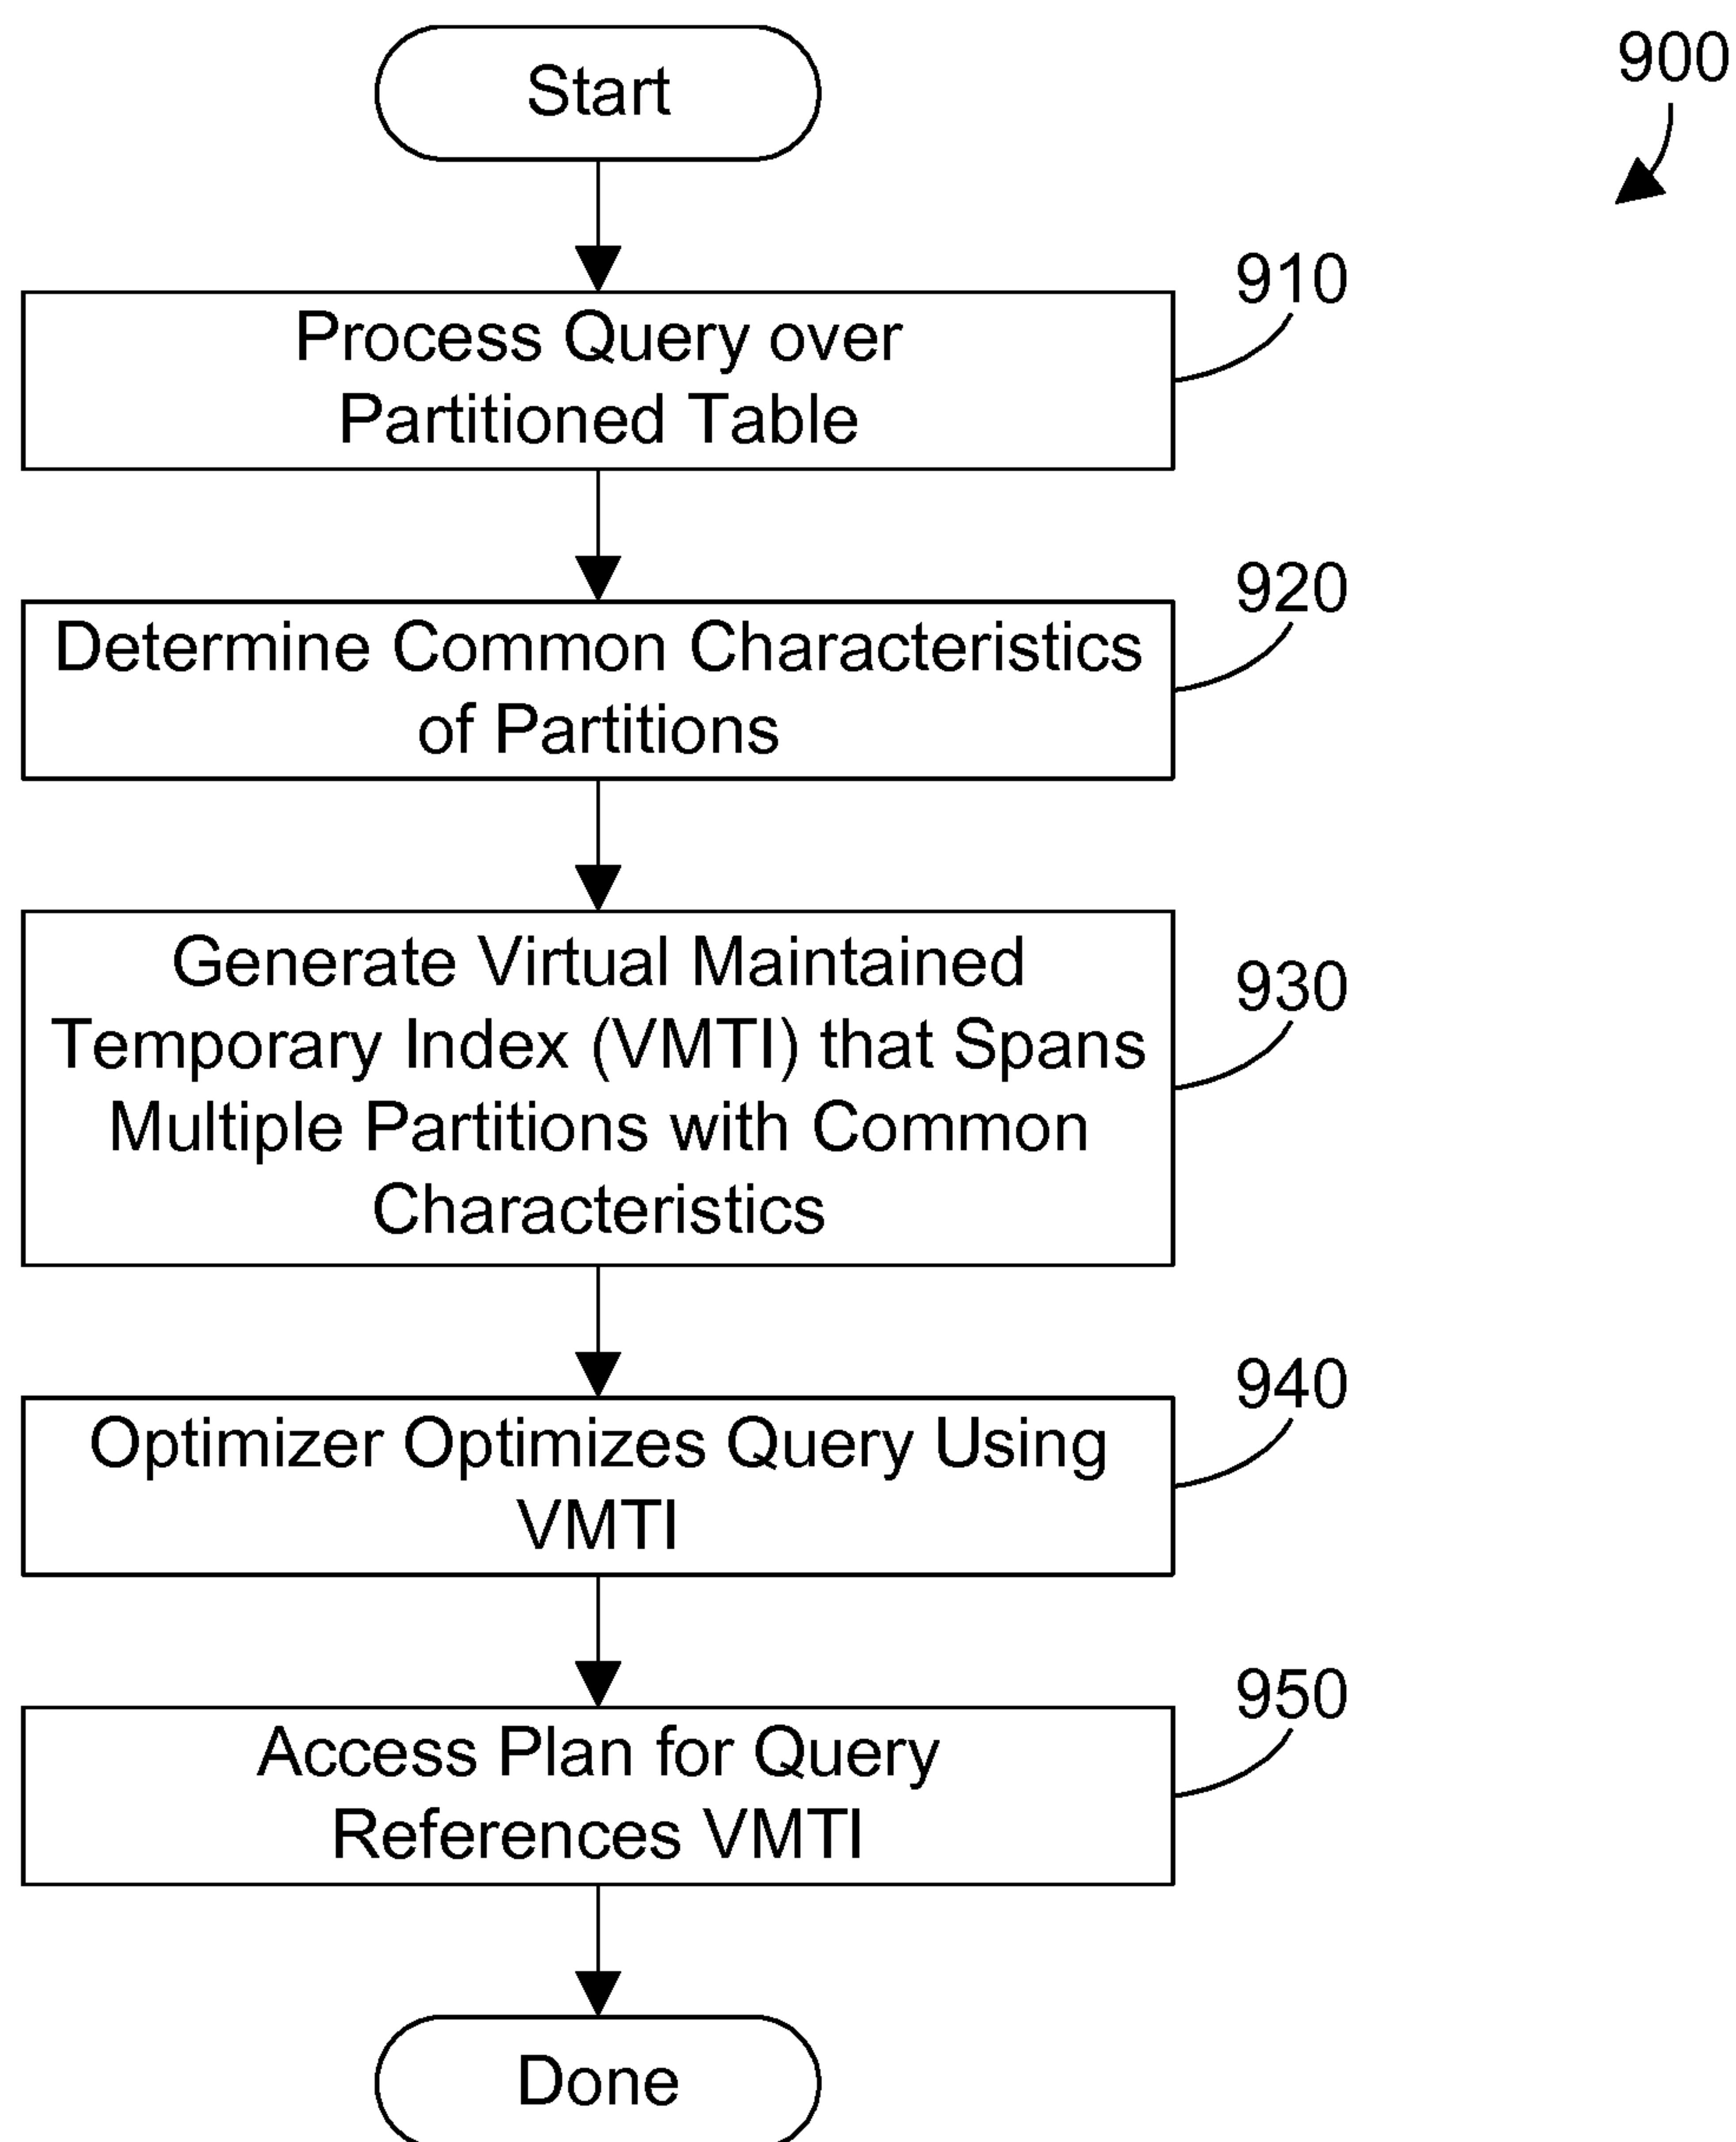 Start
900
910
Process Query over
Partitioned Table
920
Determine Common Characteristics
of Partitions
930
Generate Virtual Maintained
Temporary Index (VMTI) that Spans
Multiple Partitions with Common
Characteristics
940
Optimizer Optimizes Query Using
VMTI
950
Access Plan for Query
References VMTI
Done